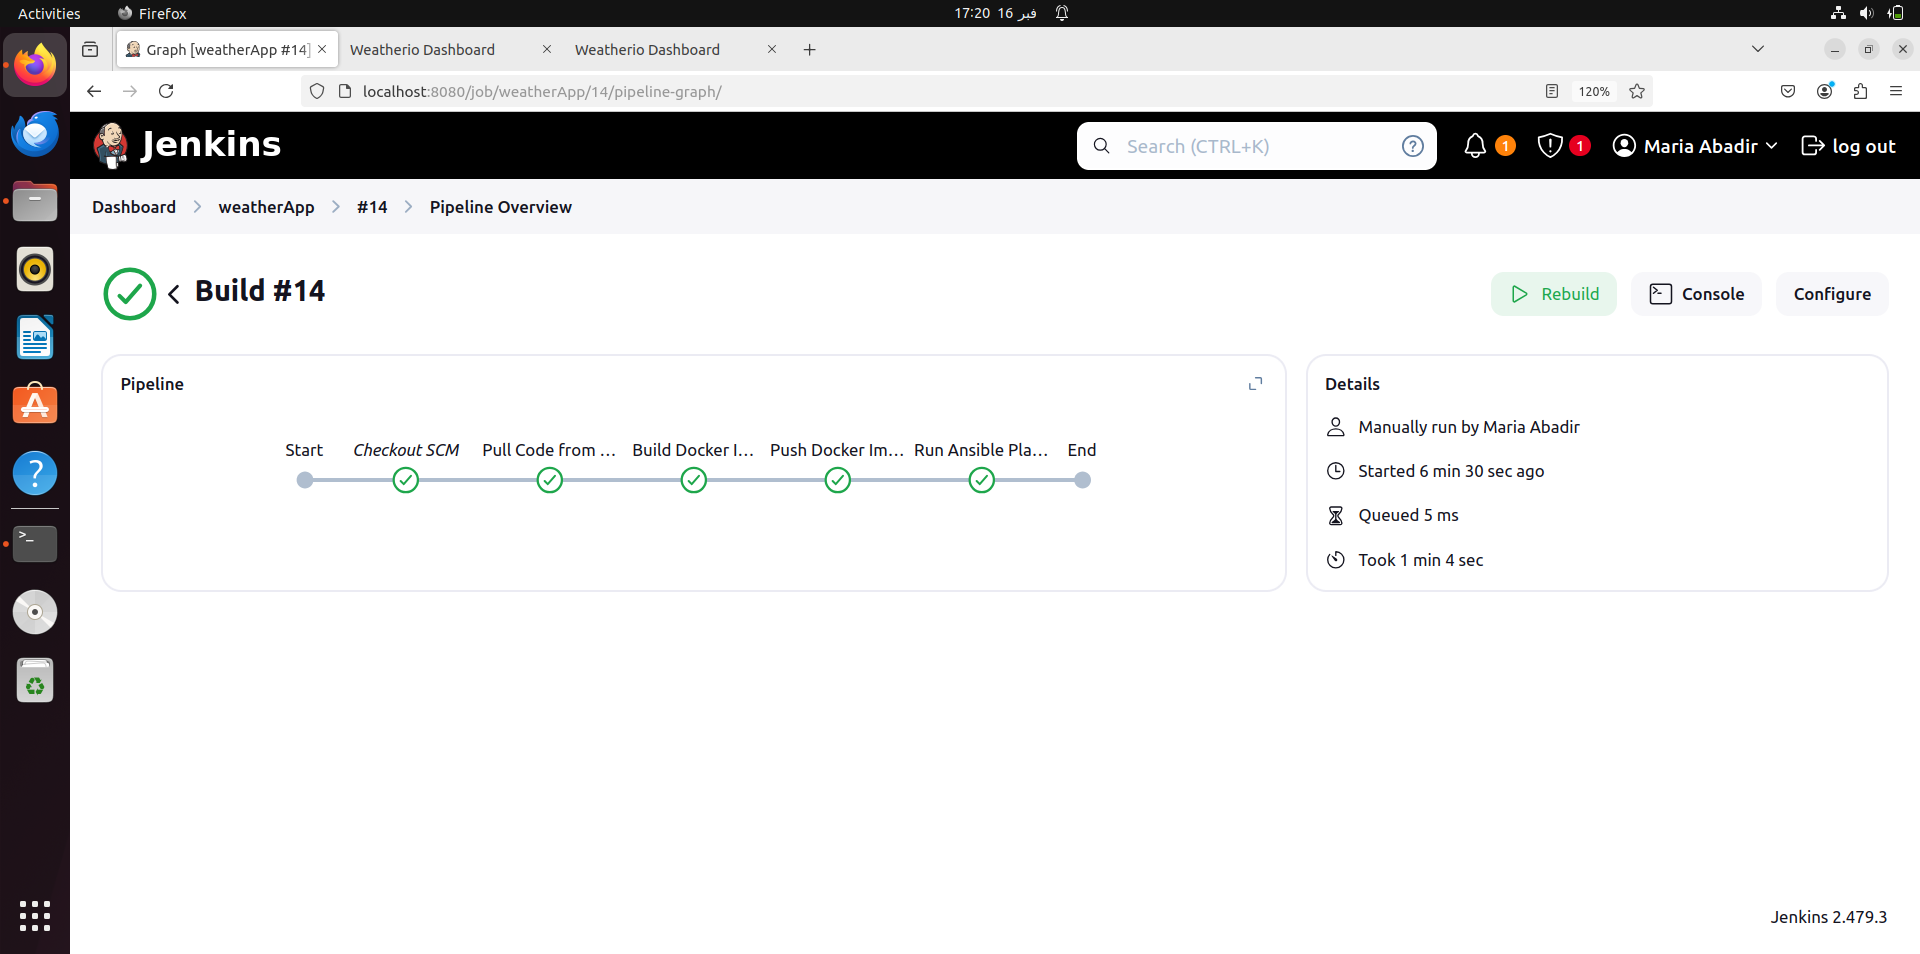 Activities
Firefox
17:20 16 فبر
Graph [weatherApp #14]
Weatherio Dashboard
Weatherio Dashboard
localhost:8080/job/weatherApp/14/pipeline-graph/
120%
Jenkins
Search (CTRL+K)
?
1
1
Maria Abadir
log out
Dashboard
weatherApp
#14
Pipeline Overview
Build #14
Rebuild
Console
Configure
Pipeline
Start
Checkout SCM
Pull Code from ...
Build Docker I...
Push Docker Im...
Run Ansible Pla...
End
Details
Manually run by Maria Abadir
Started 6 min 30 sec ago
Queued 5 ms
Took 1 min 4 sec
Jenkins 2.479.3